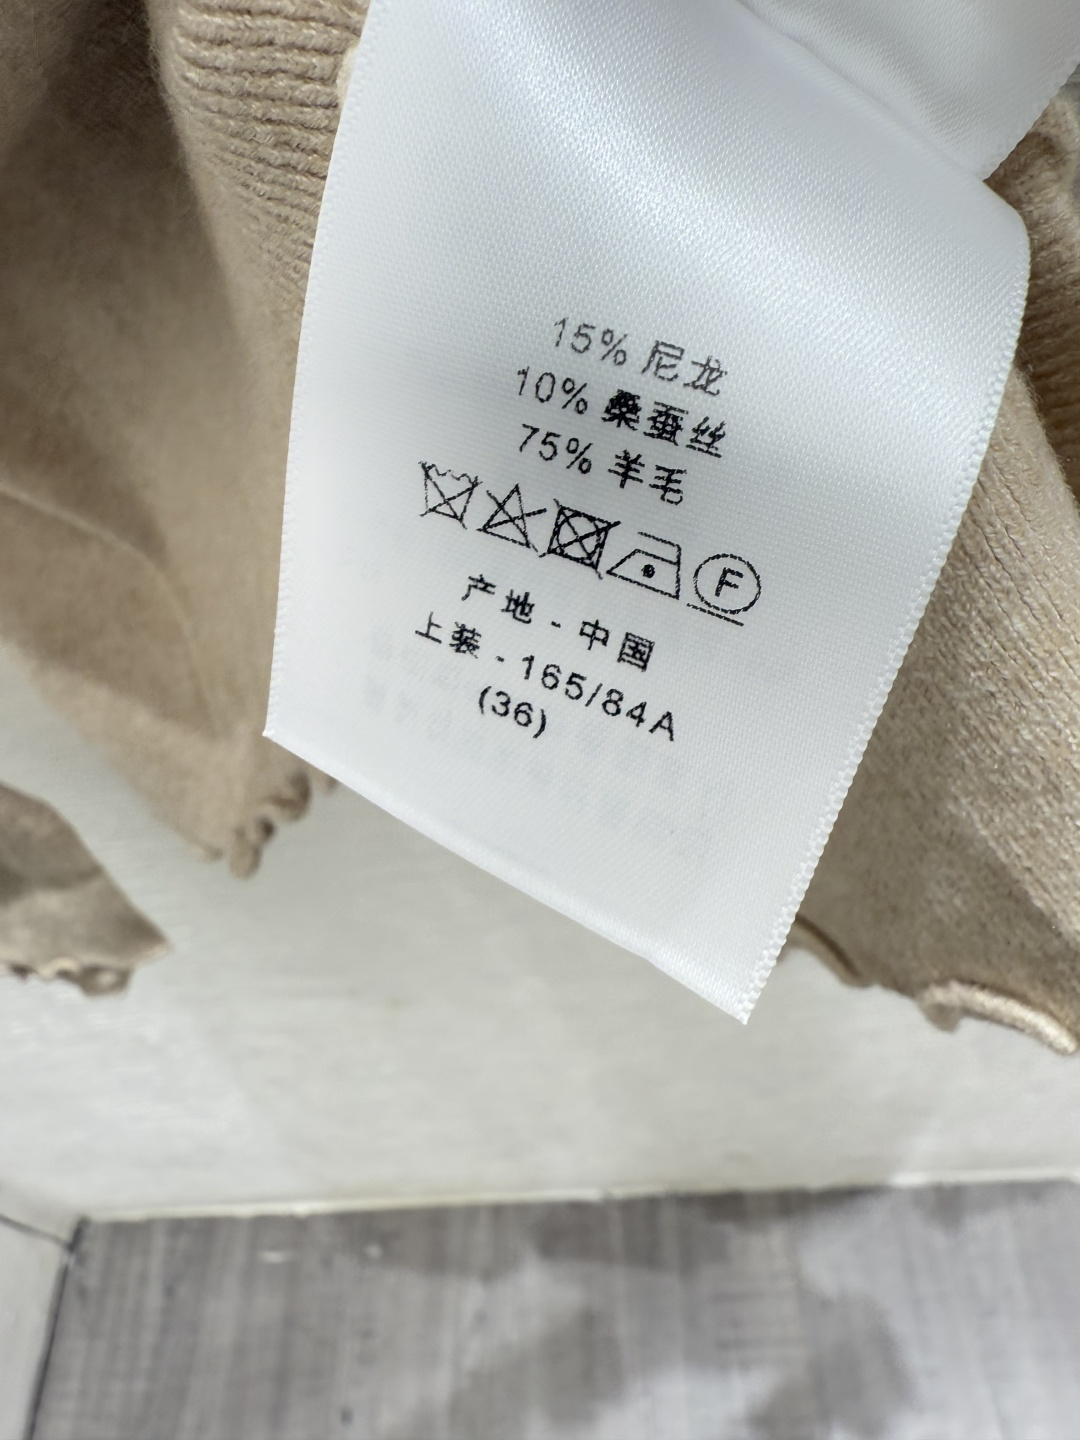 15% 尼龙
10% 桑蚕丝
75% 羊毛
F
产地 - 中国
上装 - 165/84A
(36)